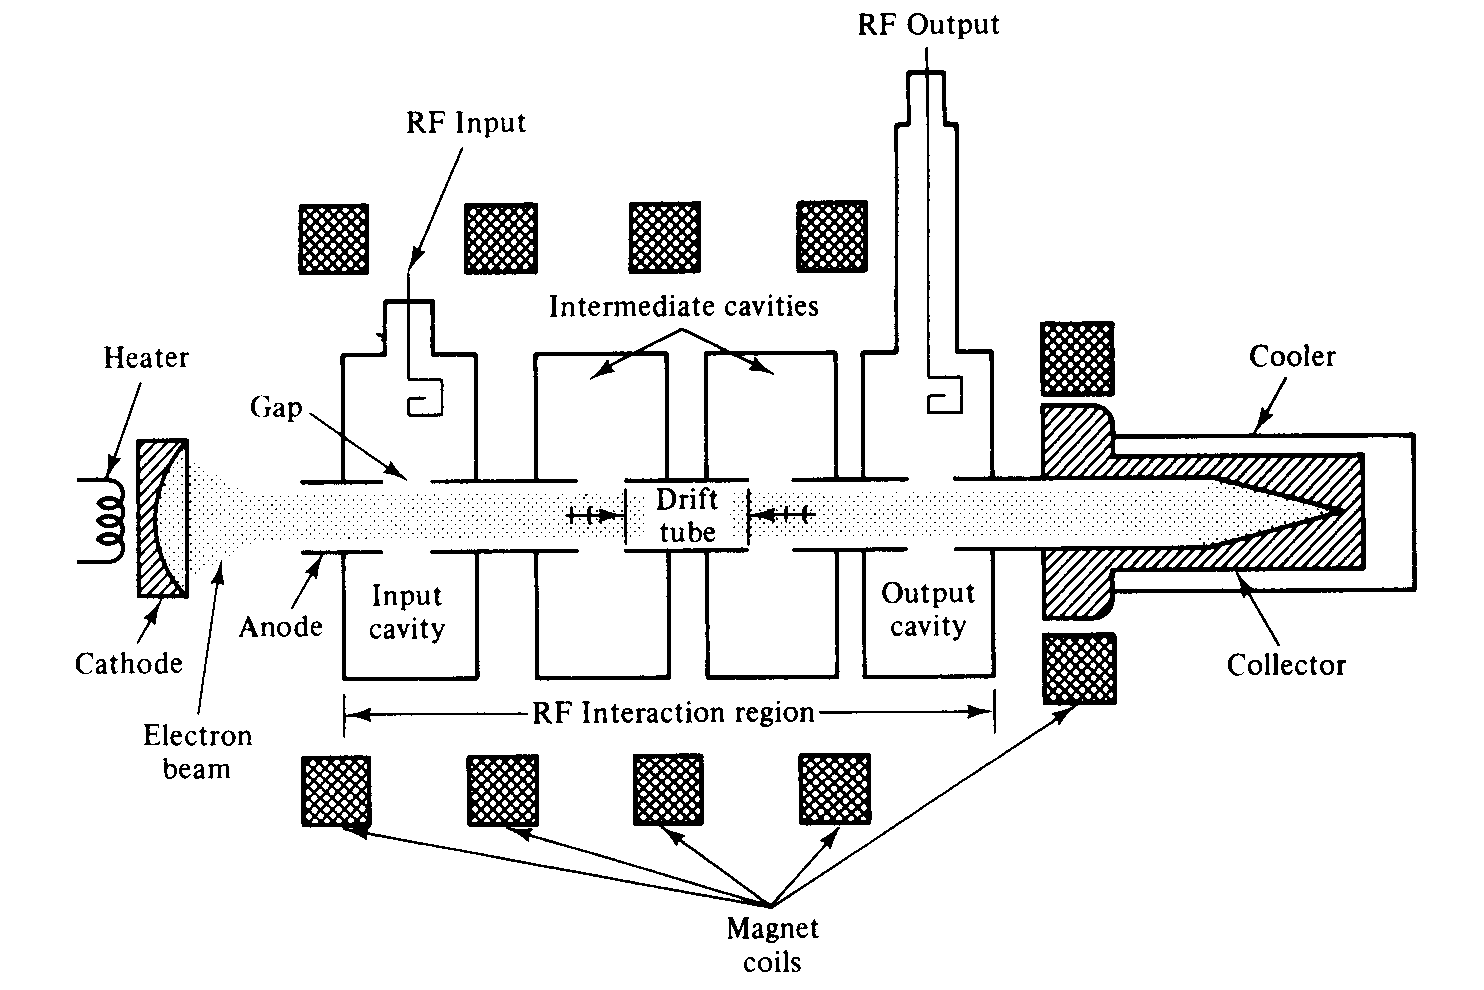 RF Output
RF Input
Intermediate cavities
Heater
Cooler
Gap
Drift
tube
Input
cavity
Output
cavity
Anode
Cathode
Collector
RF Interaction region
Electron
beam
Magnet
coils